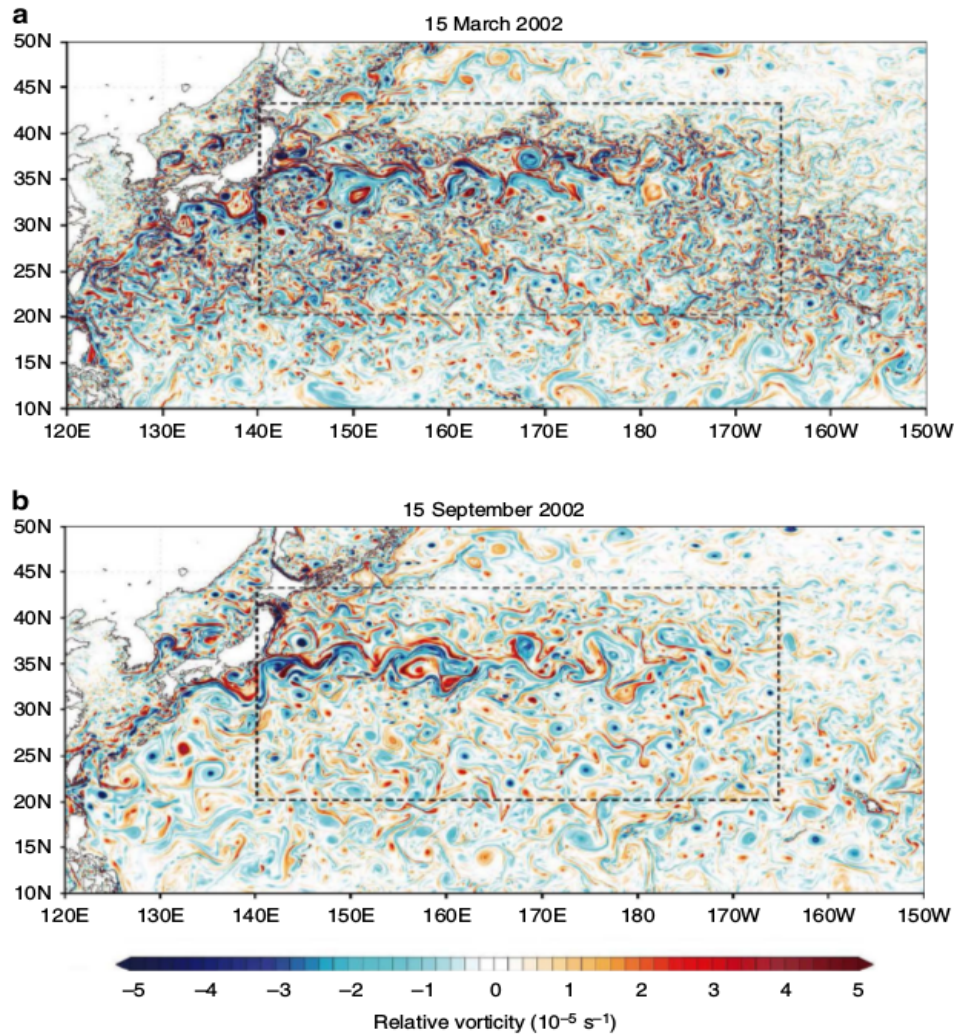 a
15 March 2002
50N
45N
40N
35N
30N
25N
20N
15N
10N
120E 130E 140E 150E 160E 170E 180 170W 160W 150W
b
15 September 2002
50N
45N
40N
35N
30N
25N
20N
15N
10N
120E 130E 140E 150E 160E 170E 180 170W 160W 150W
–5 –4 –3 –2 –1 0 1 2 3 4 5
Relative vorticity (10⁻⁵ s⁻¹)